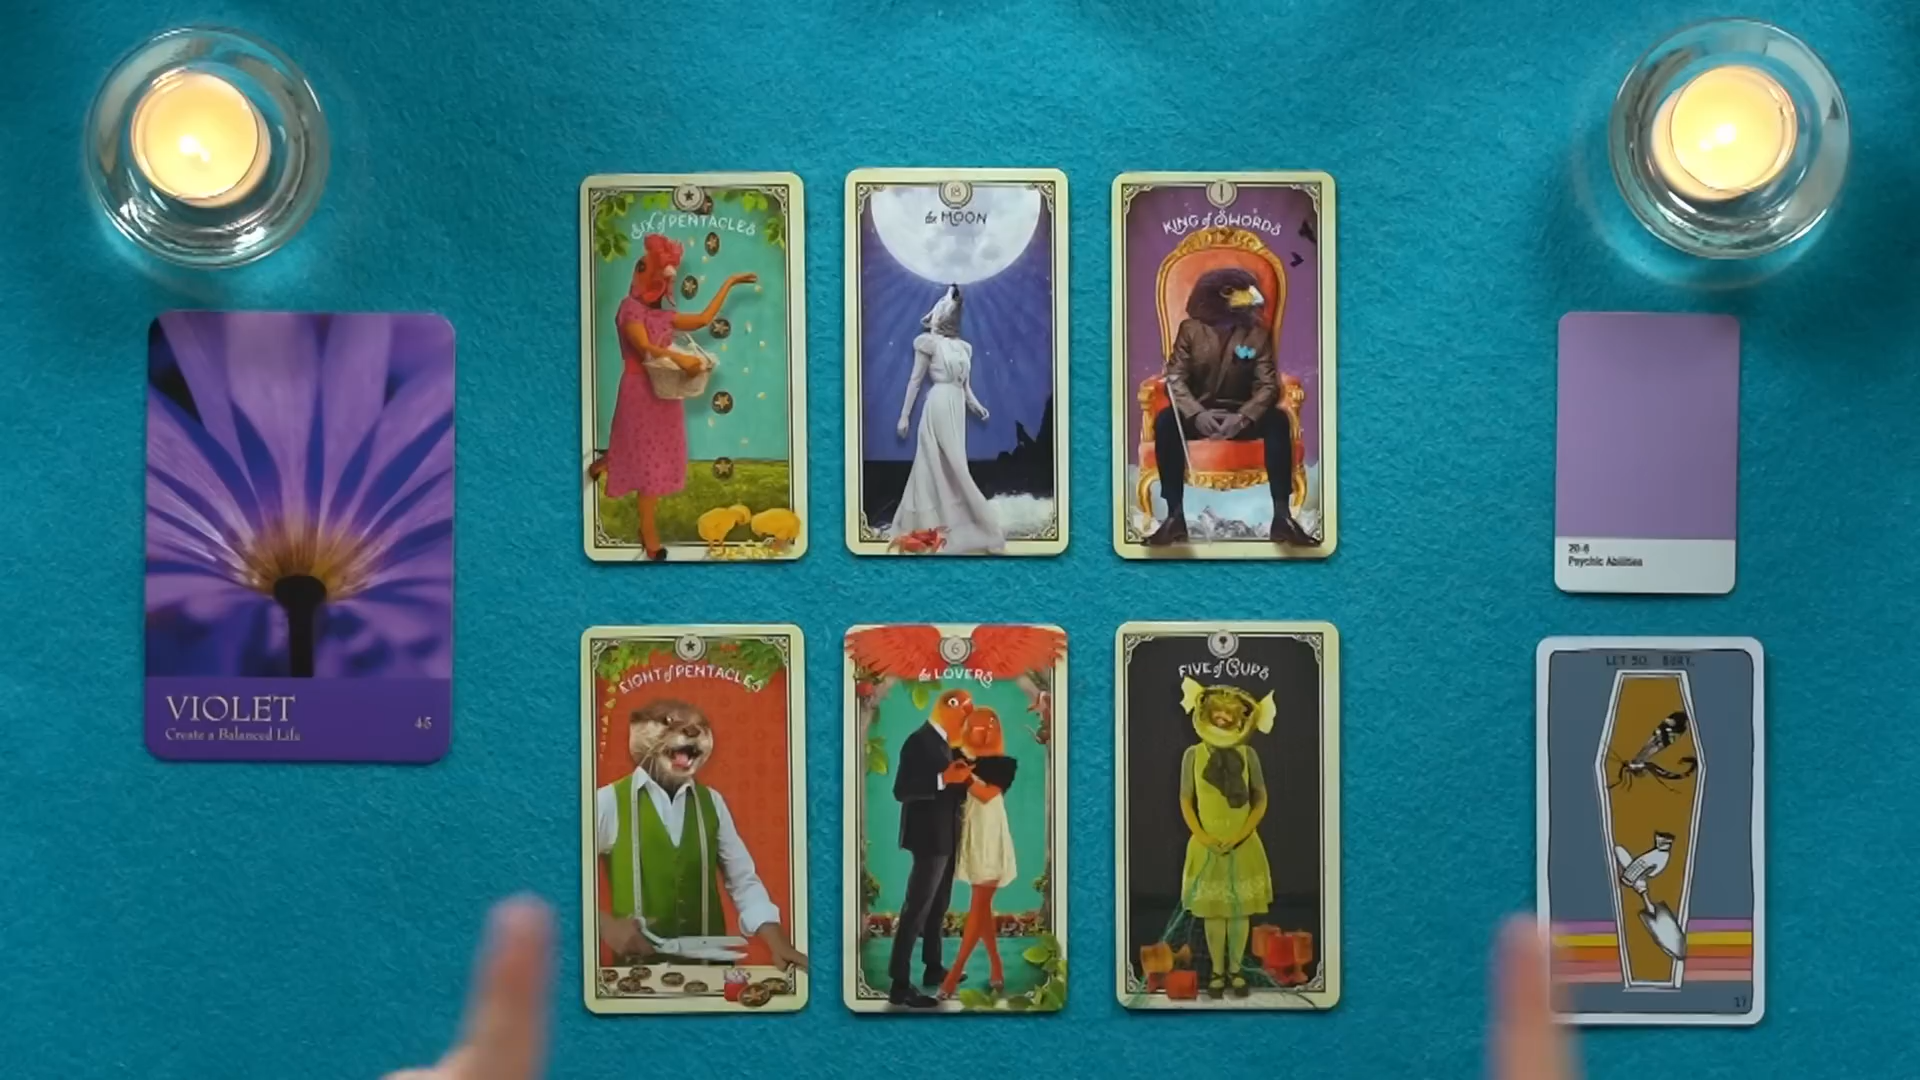 SIX of PENTACLES
18
the MOON
KING of SWORDS
VIOLET
Create a Balanced Life
45
20-6
Psychic Abilities
EIGHT of PENTACLES
6
the LOVERS
FIVE of CUPS
LET GO. BURY.
17